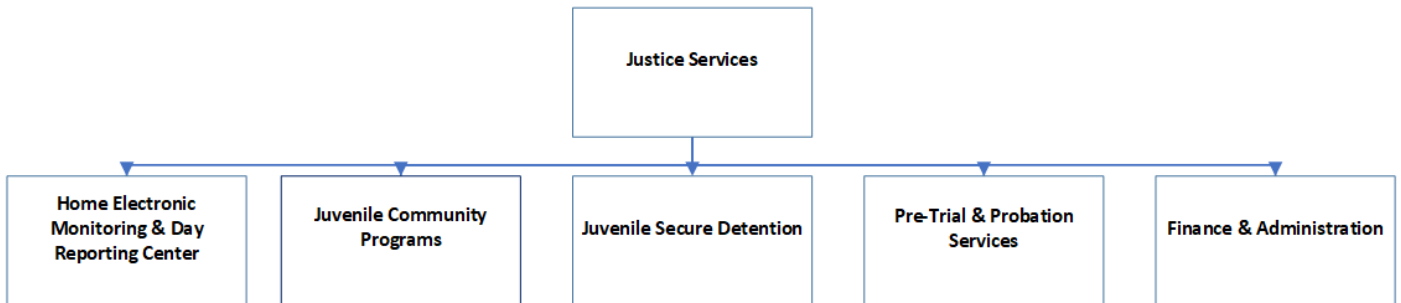 Justice Services
Home Electronic
Monitoring & Day
Reporting Center
Juvenile Community
Programs
Juvenile Secure Detention
Pre-Trial & Probation
Services
Finance & Administration